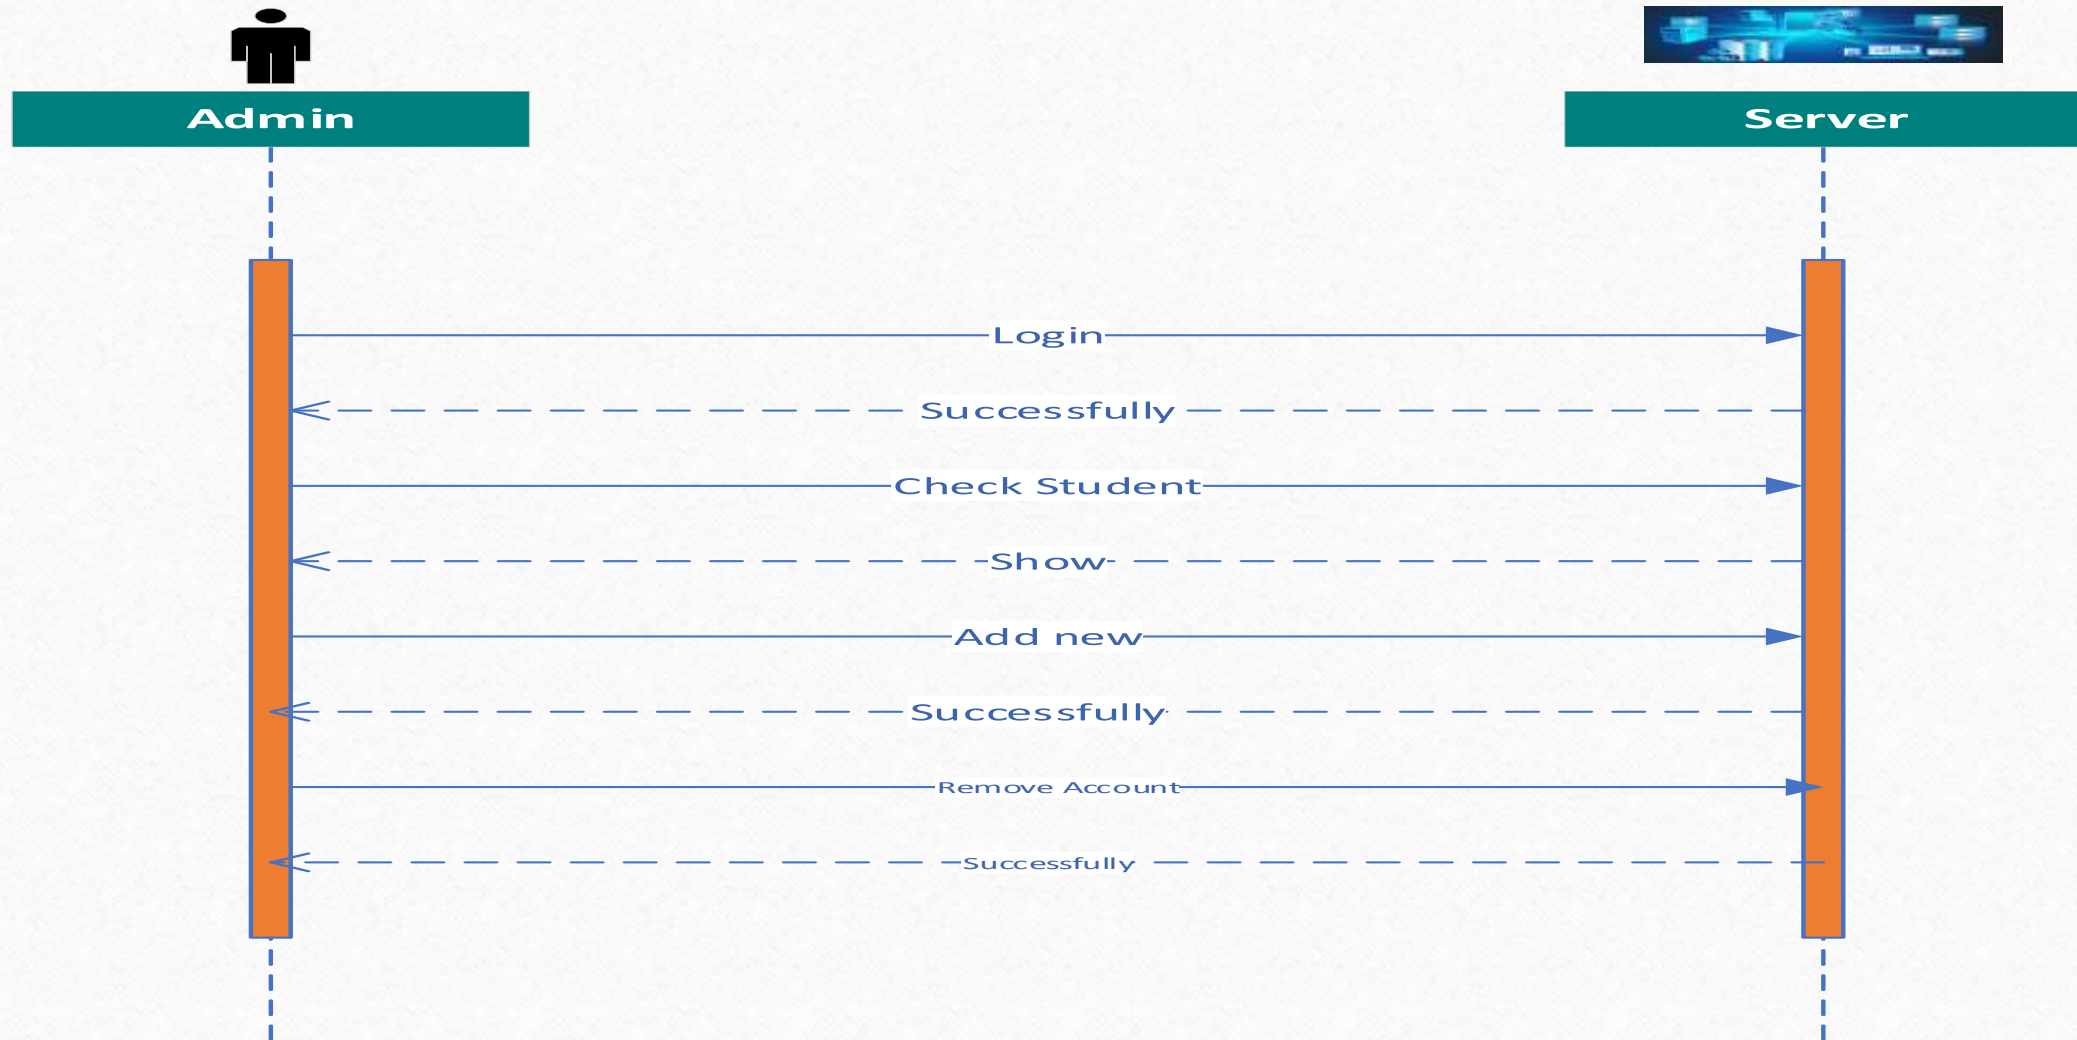 Admin
Server
Login
Successfully
Check Student
Show
Add new
Successfully
Remove Account
Successfully